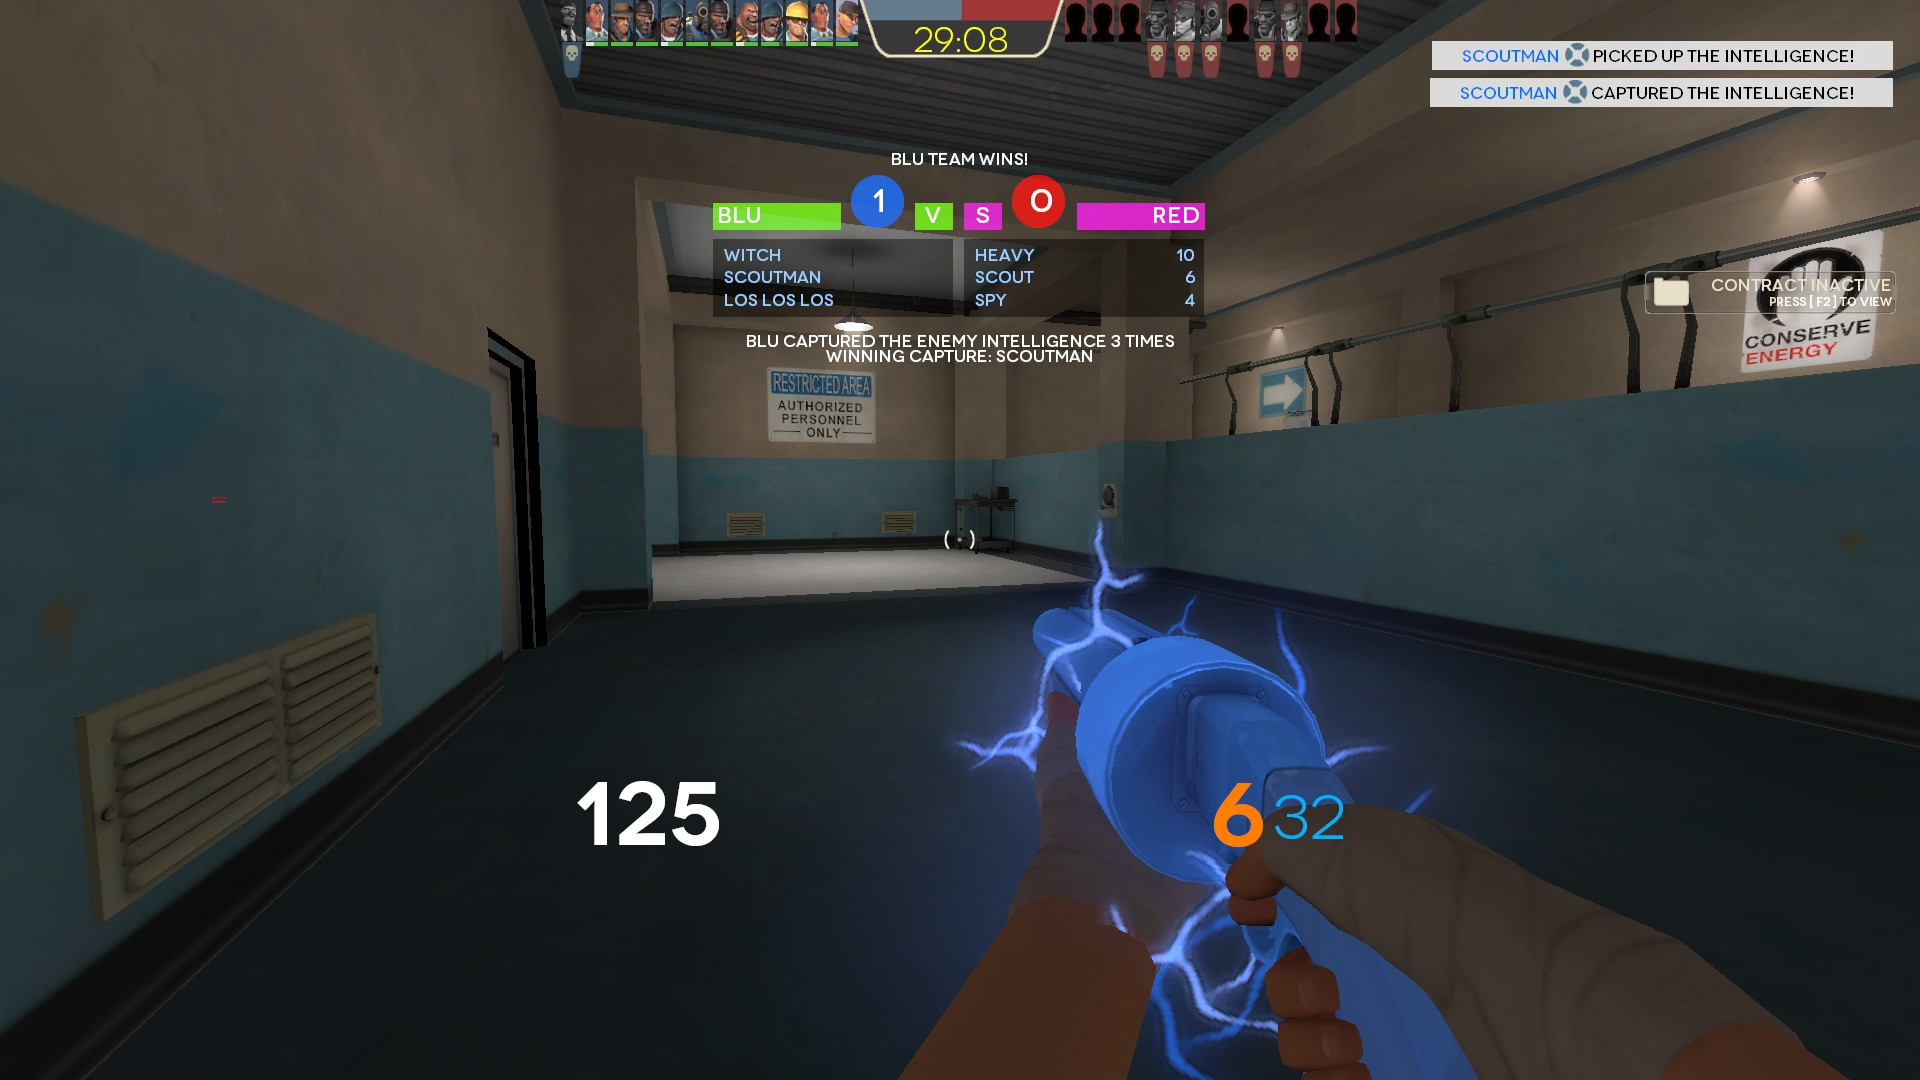 29:08
SCOUTMAN PICKED UP THE INTELLIGENCE!
SCOUTMAN CAPTURED THE INTELLIGENCE!
BLU TEAM WINS!
BLU 1 V S 0 RED
WITCH HEAVY 10
SCOUTMAN SCOUT 6
LOS LOS LOS SPY 4
BLU CAPTURED THE ENEMY INTELLIGENCE 3 TIMES
WINNING CAPTURE: SCOUTMAN
CONTRACT INACTIVE
PRESS [ F2 ] TO VIEW
CONSERVE
ENERGY
RESTRICTED AREA
AUTHORIZED
PERSONNEL
ONLY
125
6 32